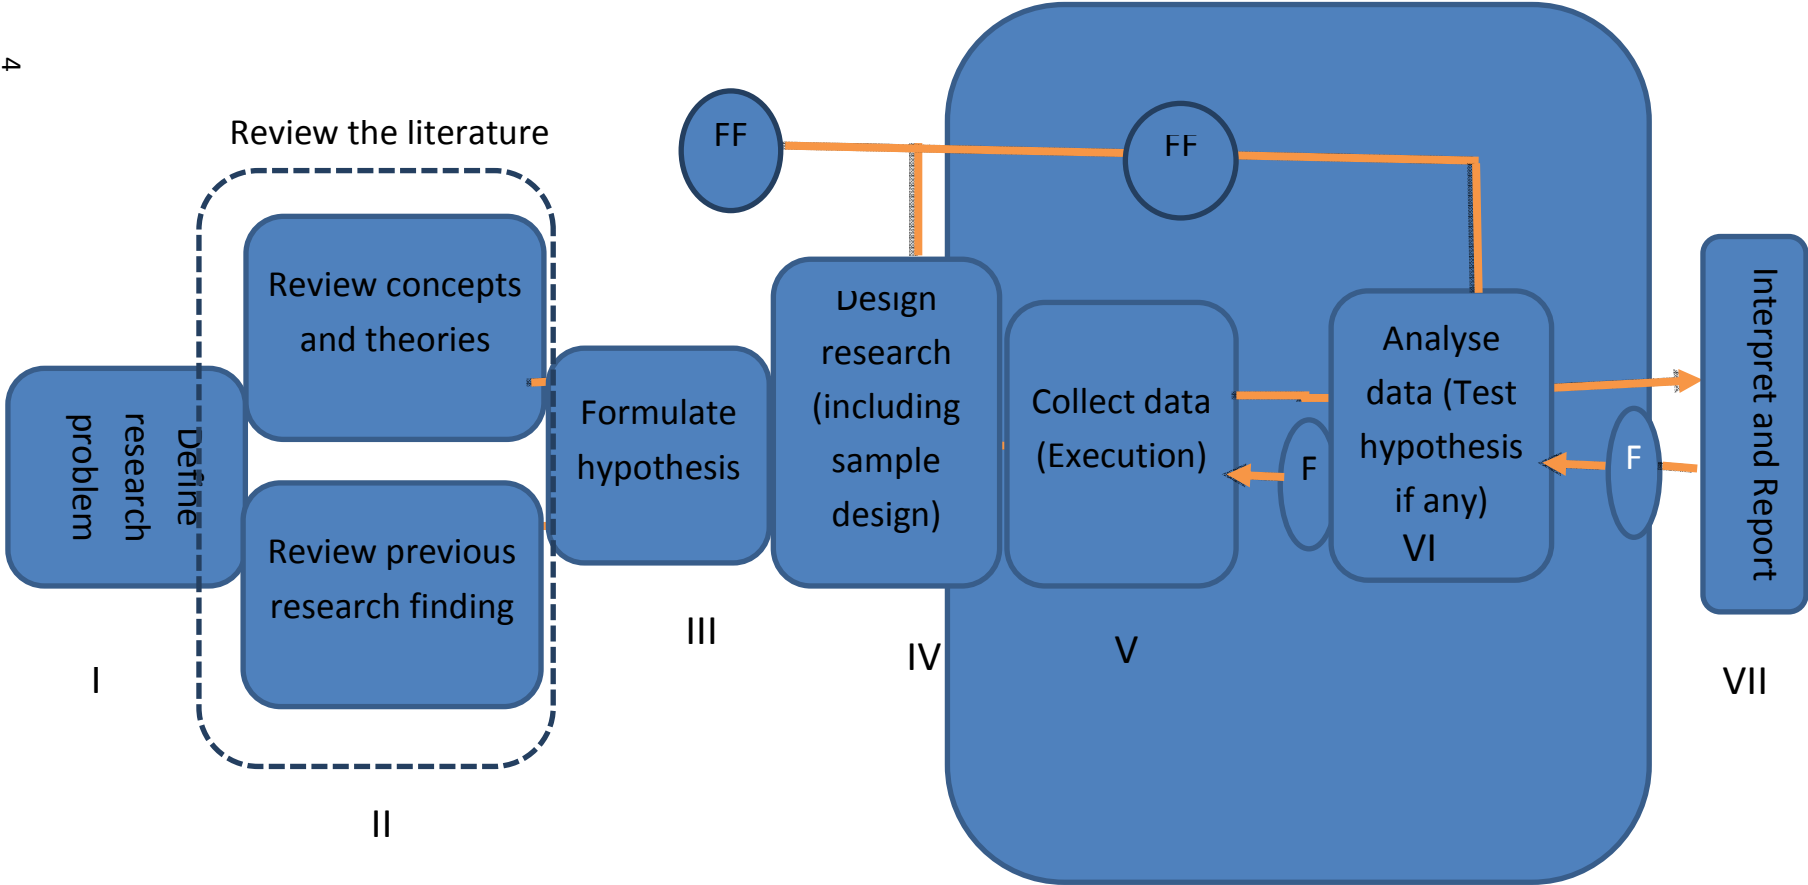 4
Review the literature
FF
FF
Define
research
problem
I
Review concepts
and theories
Review previous
research finding
II
Formulate
hypothesis
III
Design
research
(including
sample
design)
IV
Collect data
(Execution)
V
F
Analyse
data (Test
hypothesis
if any)
VI
F
Interpret and Report
VII